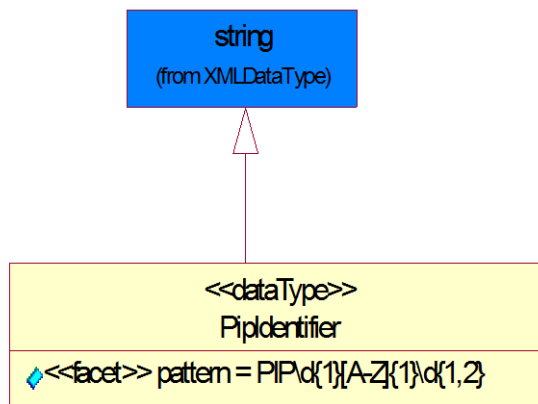 string
(from XMLDataType)
<<dataType>>
PipIdentifier
<<facet>> pattern = PIP\d{1}[A-Z]{1}\d{1,2}